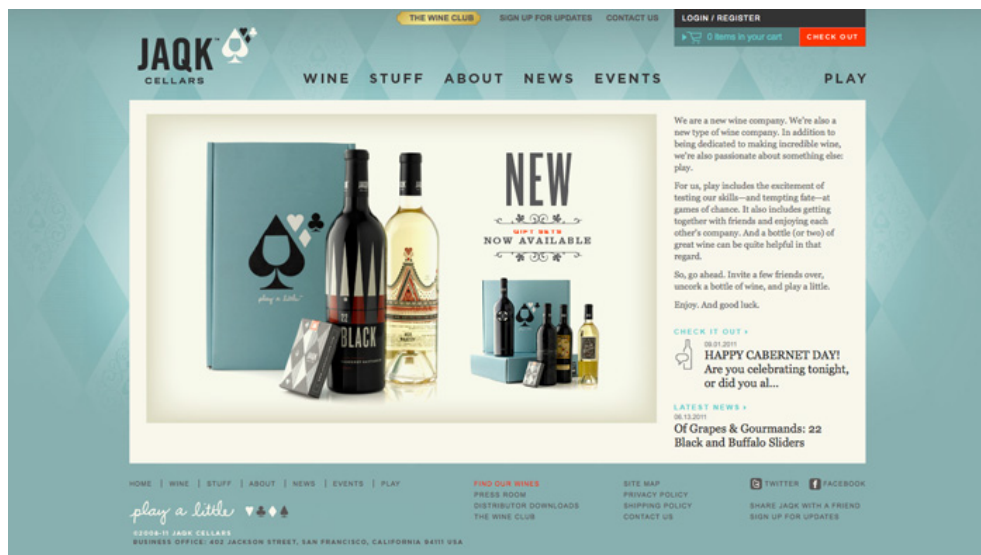 THE WINE CLUB
SIGN UP FOR UPDATES
CONTACT US
LOGIN / REGISTER
0 items in your cart
CHECK OUT
JAQK™
CELLARS
WINE STUFF ABOUT NEWS EVENTS PLAY
We are a new wine company. We're also a
new type of wine company. In addition to
being dedicated to making incredible wine,
we're also passionate about something else:
play.
For us, play includes the excitement of
testing our skills—and tempting fate—at
games of chance. It also includes getting
together with friends and enjoying each
other's company. And a bottle (or two) of
great wine can be quite helpful in that
regard.
So, go ahead. Invite a few friends over,
uncork a bottle of wine, and play a little.
Enjoy. And good luck.
NEW
NOW AVAILABLE
play a little
22
BLACK
CHECK IT OUT
09.01.2011
HAPPY CABERNET DAY!
Are you celebrating tonight,
or did you al...
LATEST NEWS
06.13.2011
Of Grapes & Gourmands: 22
Black and Buffalo Sliders
HOME | WINE | STUFF | ABOUT | NEWS | EVENTS | PLAY
play a little
©2008-11 JAQK CELLARS
BUSINESS OFFICE: 402 JACKSON STREET, SAN FRANCISCO, CALIFORNIA 94111 USA
FIND OUR WINES
PRESS ROOM
DISTRIBUTOR DOWNLOADS
THE WINE CLUB
SITE MAP
PRIVACY POLICY
SHIPPING POLICY
CONTACT US
TWITTER
FACEBOOK
SHARE JAQK WITH A FRIEND
SIGN UP FOR UPDATES